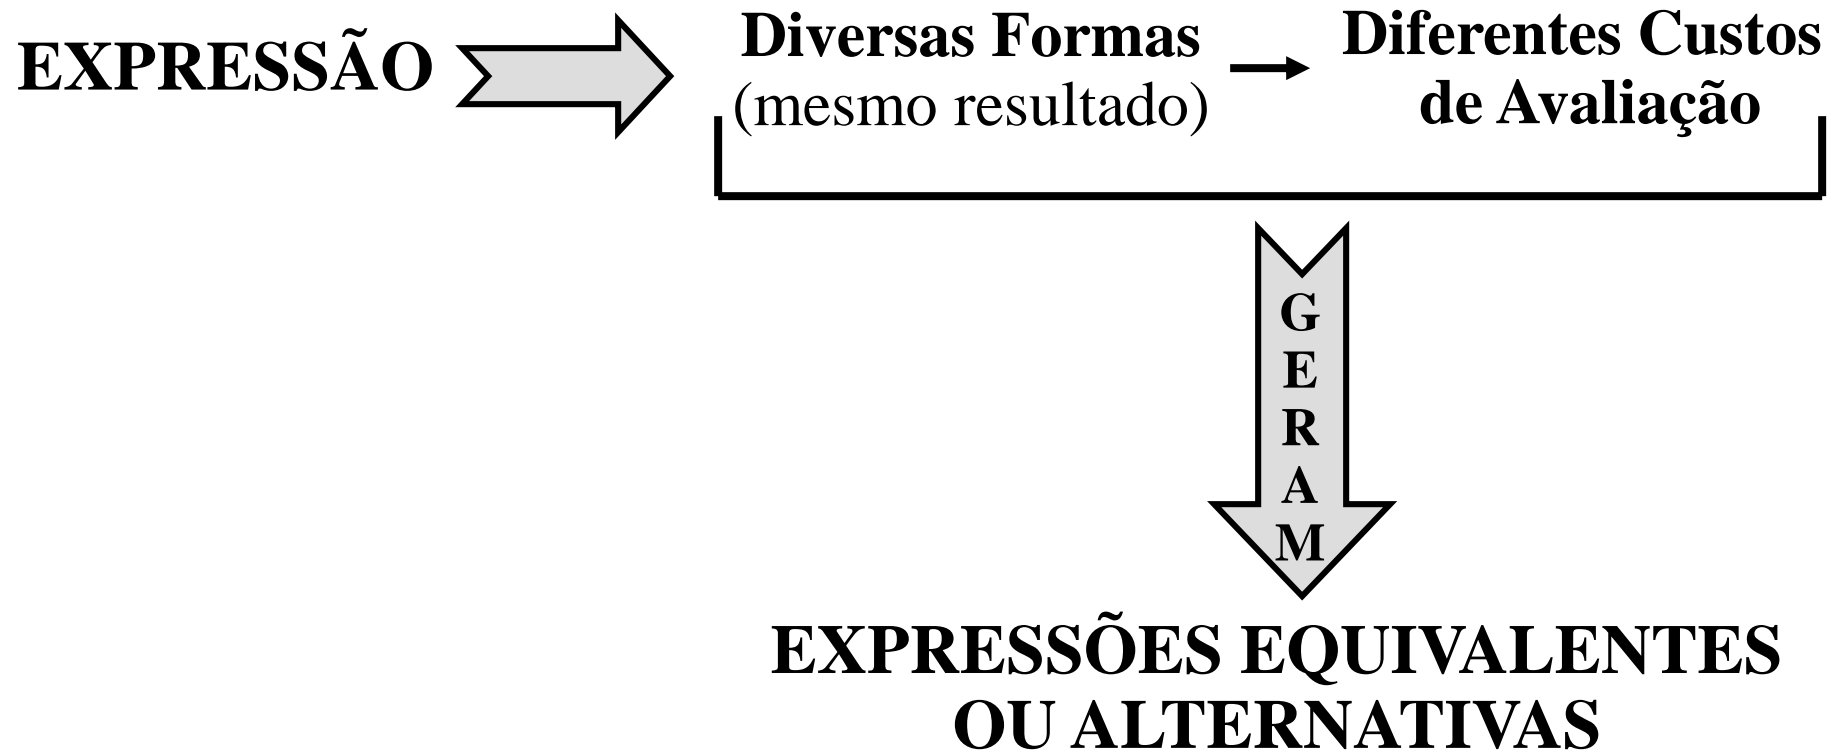 EXPRESSÃO
Diversas Formas
(mesmo resultado)
Diferentes Custos
de Avaliação
G
E
R
A
M
EXPRESSÕES EQUIVALENTES
OU ALTERNATIVAS